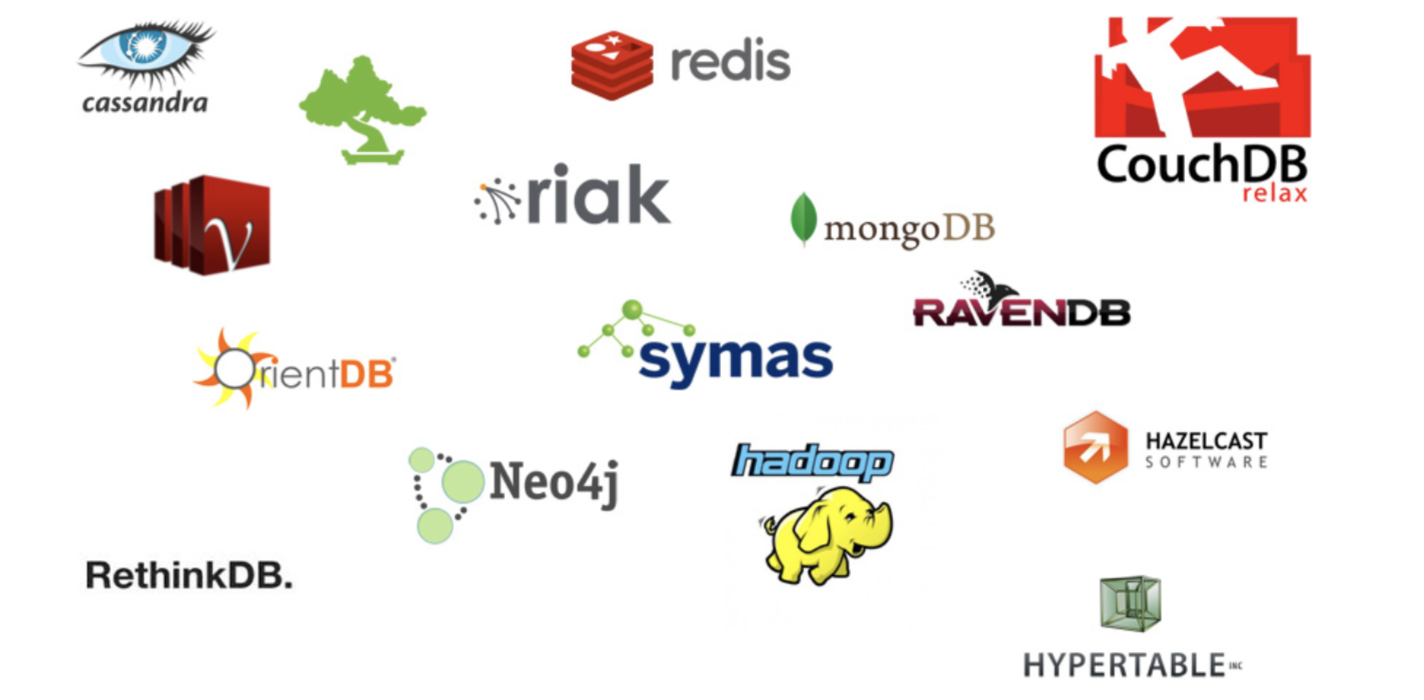 cassandra
redis
CouchDB
relax
riak
V
mongoDB
RAVENDB
OrientDB®
symas
HAZELCAST
SOFTWARE
Neo4j
hadoop
RethinkDB.
HYPERTABLE INC